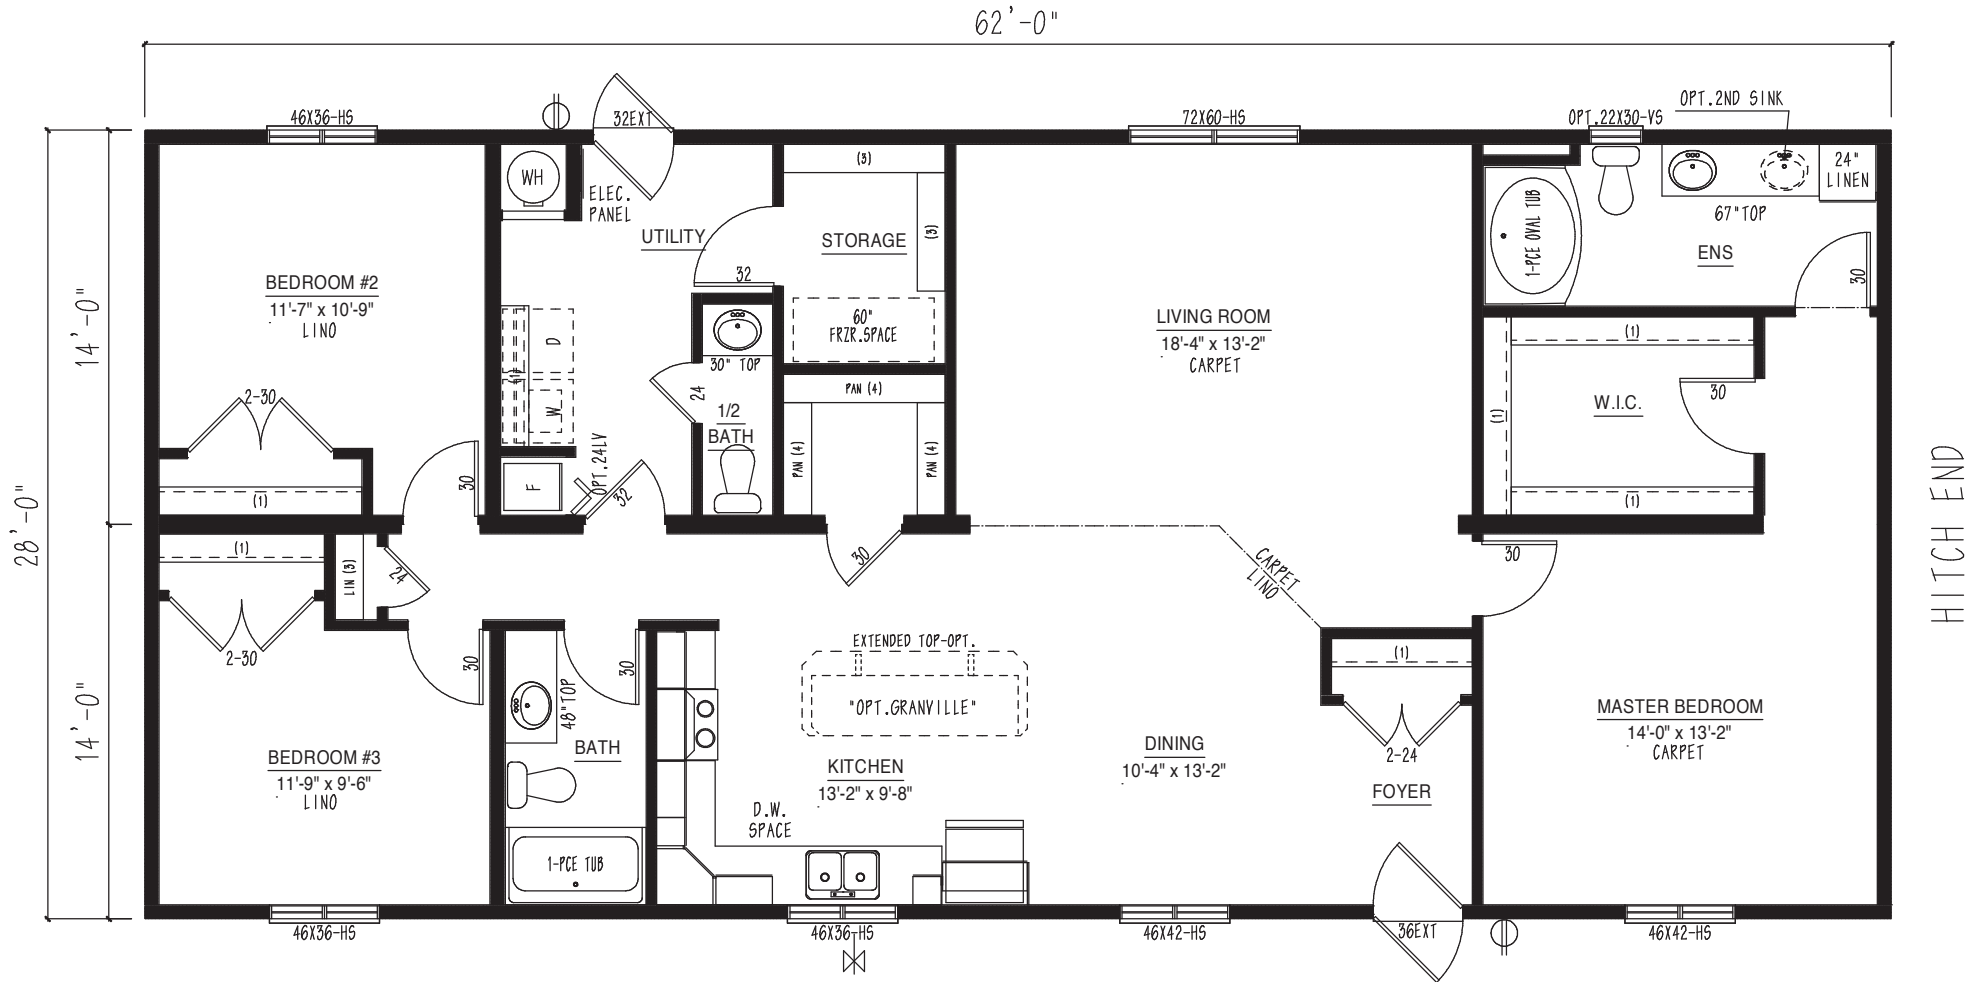 62'-0"
OPT.2ND SINK
46X36-HS
32EXT
72X60-HS
OPT.22X30-VS
WH
ELEC.
PANEL
(3)
(3)
24"
LINEN
67"TOP
1-PCE OVAL TUB
UTILITY
STORAGE
ENS
32
30
BEDROOM #2
11'-7" x 10'-9"
LINO
14'-0"
60"
FRZR.SPACE
LIVING ROOM
18'-4" x 13'-2"
CARPET
D
W
30" TOP
24
1/2
BATH
PAN (4)
PAN (4)
PAN (4)
(1)
(1)
W.I.C.
30
(1)
2-30
(1)
30
F
OPT.24LV
32
HITCH END
28'-0"
(1)
LIN (3)
24
30
CARPET
LINO
30
2-30
30
30
EXTENDED TOP-OPT.
"OPT.GRANVILLE"
(1)
2-24
14'-0"
48"TOP
BATH
BEDROOM #3
11'-9" x 9'-6"
LINO
KITCHEN
13'-2" x 9'-8"
DINING
10'-4" x 13'-2"
FOYER
MASTER BEDROOM
14'-0" x 13'-2"
CARPET
D.W.
SPACE
1-PCE TUB
46X36-HS
46X36-HS
46X42-HS
36EXT
46X42-HS